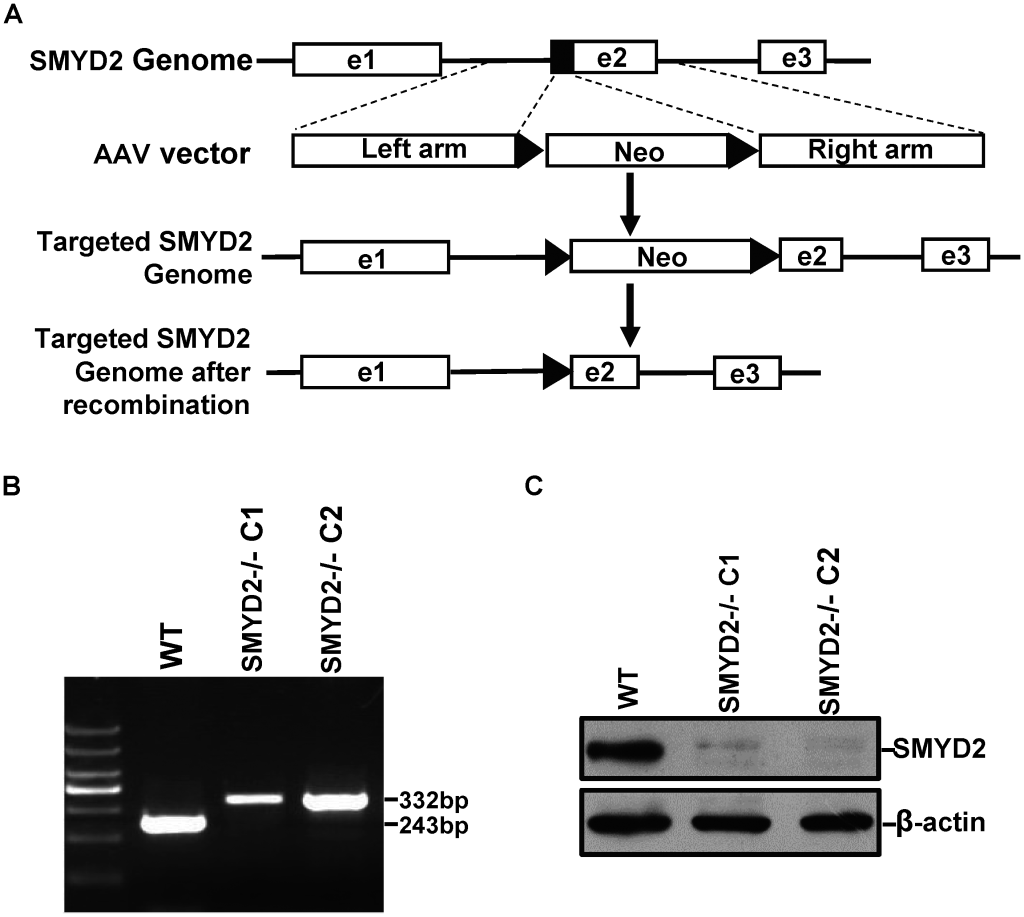 A
SMYD2 Genome
e1
e2
e3
AAV vector
Left arm
Neo
Right arm
Targeted SMYD2
Genome
e1
Neo
e2
e3
Targeted SMYD2
Genome after
recombination
e1
e2
e3
B
WT
SMYD2-/- C1
SMYD2-/- C2
332bp
243bp
C
WT
SMYD2-/- C1
SMYD2-/- C2
SMYD2
β-actin